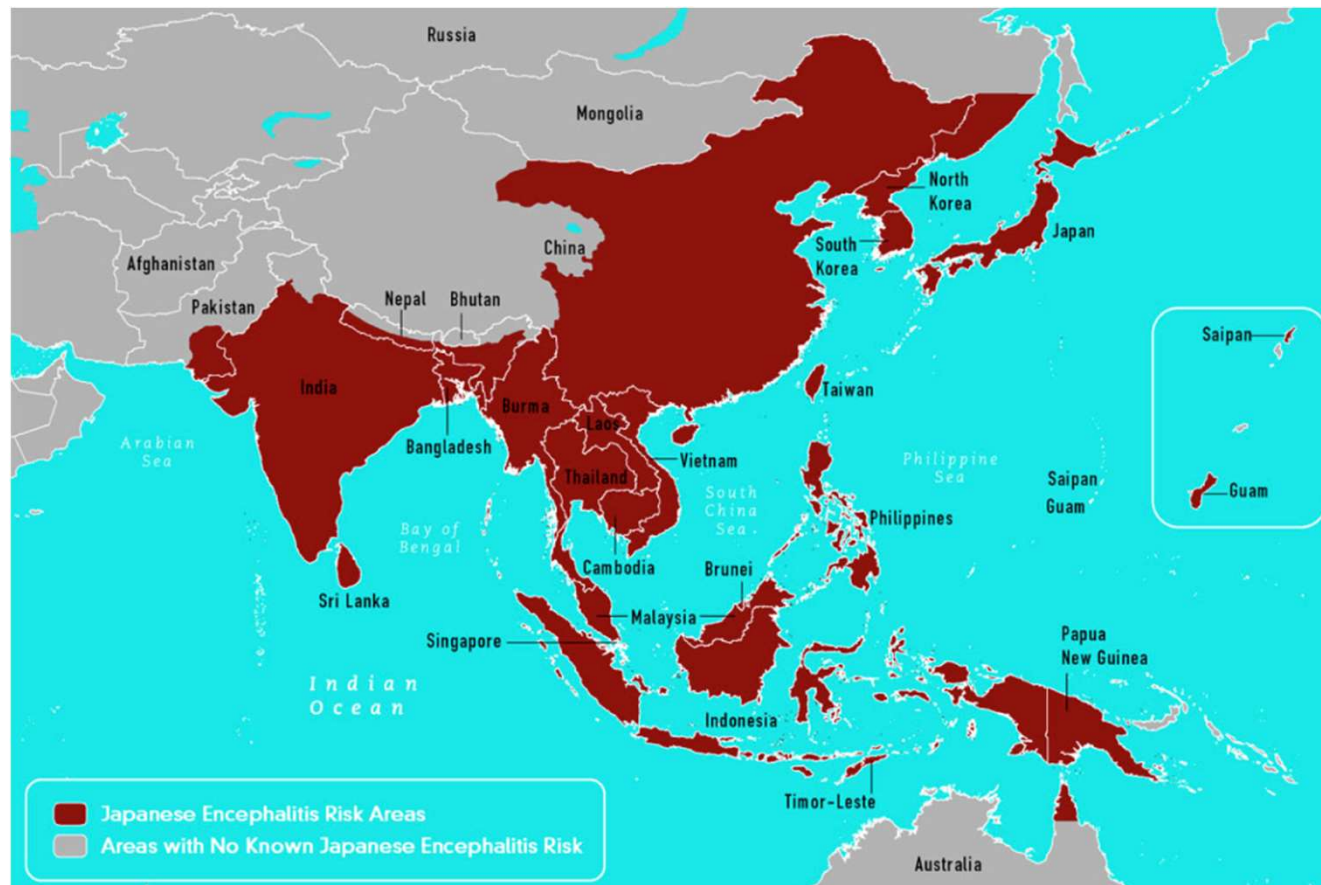 Russia
Mongolia
North
Korea
China
South
Korea
Japan
Afghanistan
Pakistan
Nepal
Bhutan
Saipan
India
Taiwan
Burma
Laos
Bangladesh
Arabian
Sea
Vietnam
Thailand
Philippine
Sea
Saipan
Guam
Guam
South
China
Sea
Philippines
Bay of
Bengal
Cambodia
Brunei
Sri Lanka
Malaysia
Singapore
Papua
New Guinea
Indian
Ocean
Indonesia
Timor-Leste
Japanese Encephalitis Risk Areas
Areas with No Known Japanese Encephalitis Risk
Australia